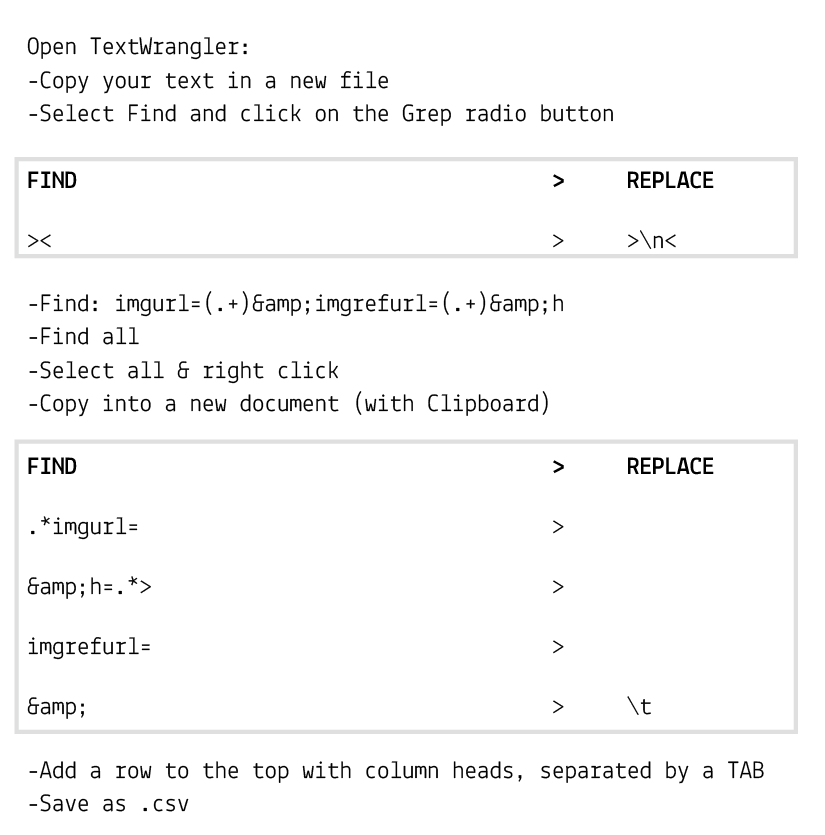 Open TextWrangler:
-Copy your text in a new file
-Select Find and click on the Grep radio button
FIND > REPLACE
>< > >\n<
-Find: imgurl=(.+)&amp;imgrefurl=(.+)&amp;h
-Find all
-Select all & right click
-Copy into a new document (with Clipboard)
FIND > REPLACE
.*imgurl= >
&amp;h=.*> >
imgrefurl= >
&amp; > \t
-Add a row to the top with column heads, separated by a TAB
-Save as .csv